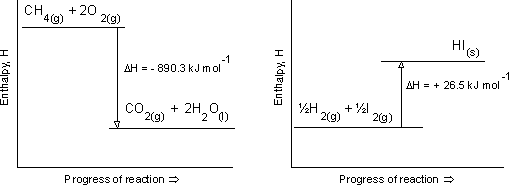 CH4(g) + 2O2(g)
Enthalpy, H
ΔH = - 890.3 kJ mol-1
CO2(g) + 2H2O(l)
Progress of reaction ⇒
HI(s)
Enthalpy, H
ΔH = + 26.5 kJ mol-1
½H2(g) + ½I2(g)
Progress of reaction ⇒